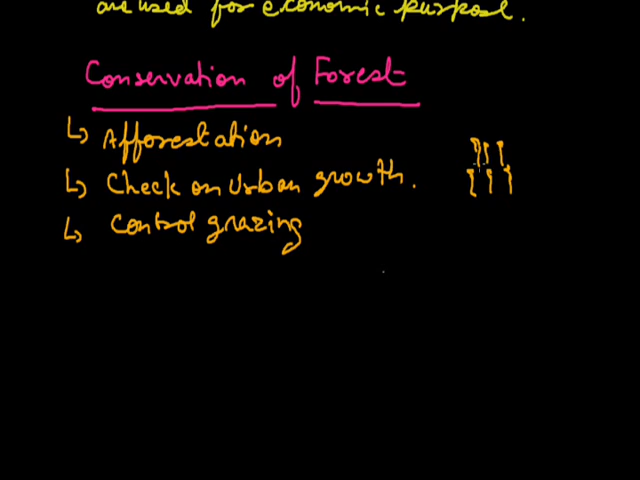 are used for economic purpose.
Conservation of Forest
↳ Afforestation
↳ Check on Urban growth.
↳ Control grazing